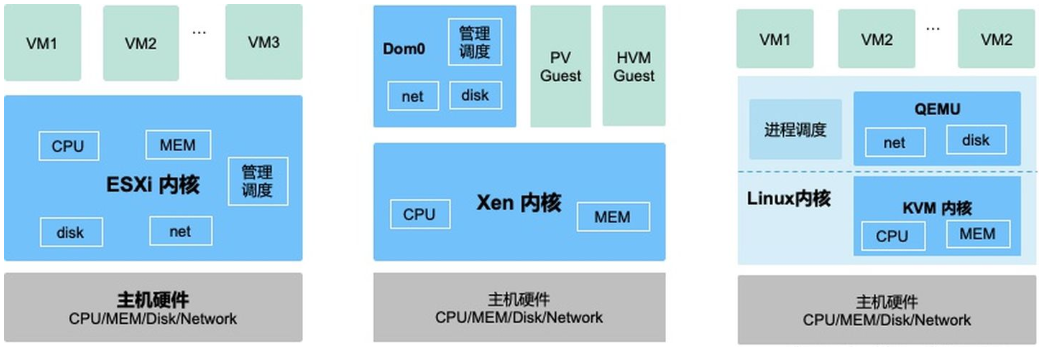 VM1
VM2
...
VM3
CPU
MEM
ESXi 内核
管理
调度
disk
net
主机硬件
CPU/MEM/Disk/Network
Dom0
管理
调度
net
disk
PV
Guest
HVM
Guest
Xen 内核
CPU
MEM
主机硬件
CPU/MEM/Disk/Network
VM1
VM2
...
VM2
进程调度
QEMU
net
disk
Linux内核
KVM 内核
CPU
MEM
主机硬件
CPU/MEM/Disk/Network